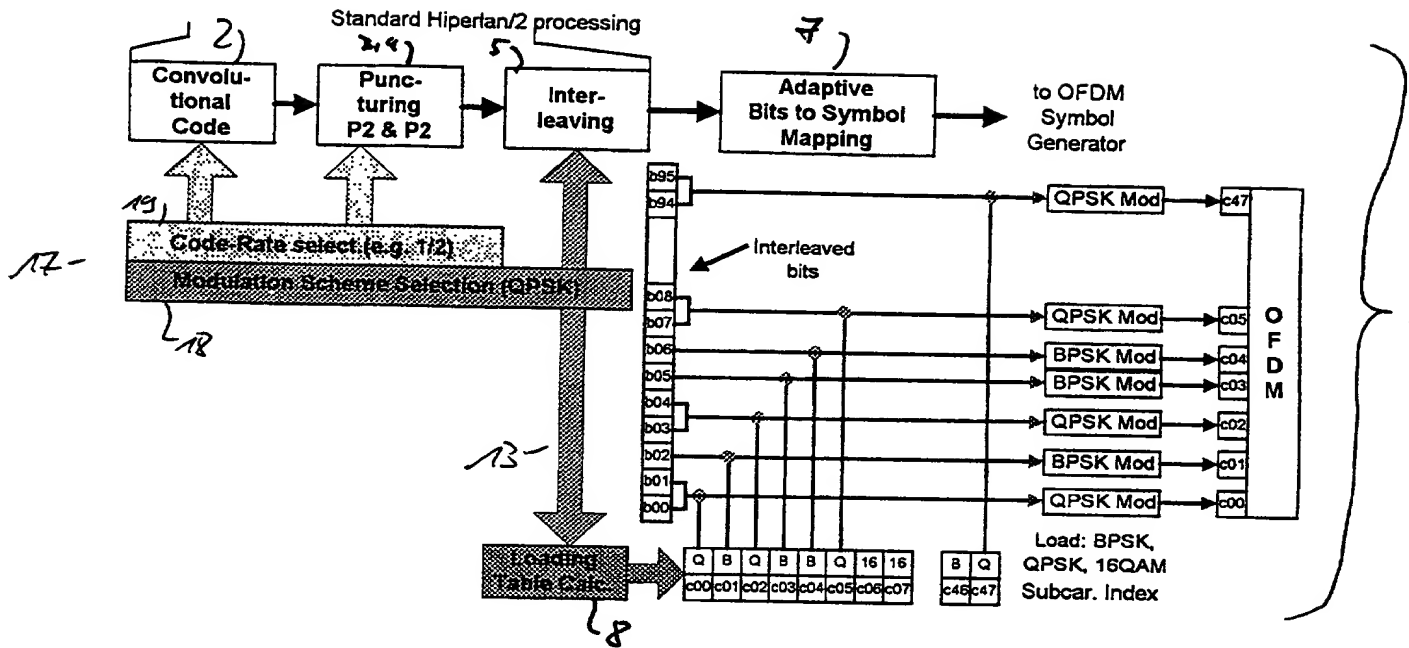 Standard Hiperlan/2 processing
2
5
7
Convolu-
tional
Code
Punc-
turing
P2 & P2
Inter-
leaving
Adaptive
Bits to Symbol
Mapping
to OFDM
Symbol
Generator
19
Code-Rate select (e.g. 1/2)
17
Modulation Scheme Selection (QPSK)
18
13
Interleaved
bits
b95
b94
b08
b07
b06
b05
b04
b03
b02
b01
b00
QPSK Mod
QPSK Mod
BPSK Mod
BPSK Mod
QPSK Mod
BPSK Mod
QPSK Mod
c47
c05
c04
c03
c02
c01
c00
OFDM
Loading
Table Calc
8
Q B Q B B Q 16 16
c00 c01 c02 c03 c04 c05 c06 c07
B Q
c46 c47
Load: BPSK,
QPSK, 16QAM
Subcar. Index